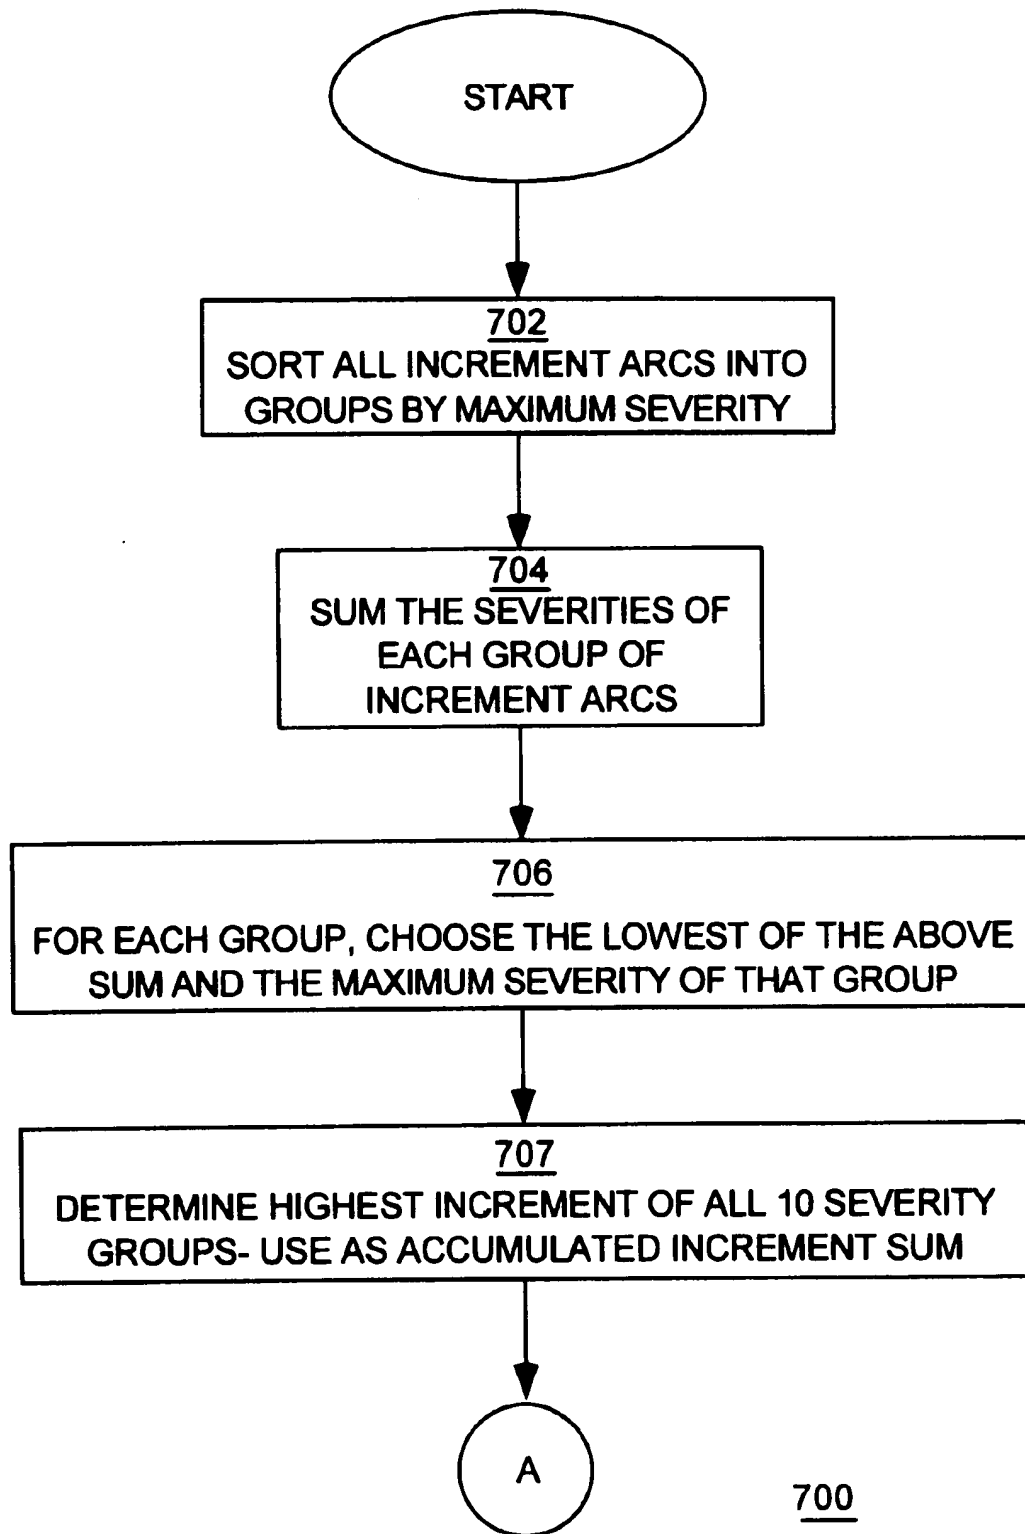 START
702
SORT ALL INCREMENT ARCS INTO
GROUPS BY MAXIMUM SEVERITY
704
SUM THE SEVERITIES OF
EACH GROUP OF
INCREMENT ARCS
706
FOR EACH GROUP, CHOOSE THE LOWEST OF THE ABOVE
SUM AND THE MAXIMUM SEVERITY OF THAT GROUP
707
DETERMINE HIGHEST INCREMENT OF ALL 10 SEVERITY
GROUPS- USE AS ACCUMULATED INCREMENT SUM
A
700